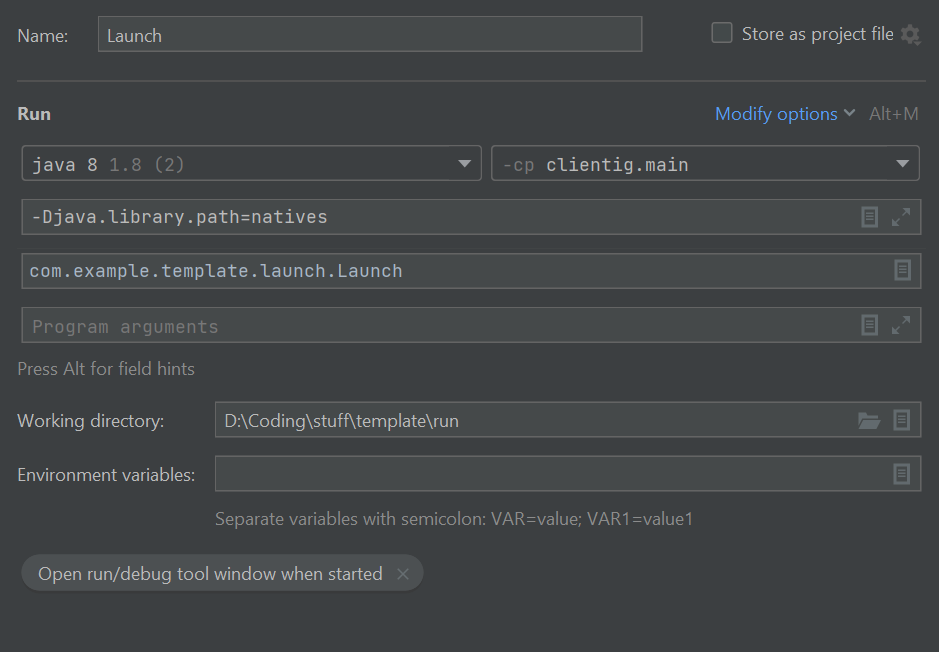 Name: Launch Store as project file
Run Modify options Alt+M
java 8 1.8 (2) -cp clientig.main
-Djava.library.path=natives
com.example.template.launch.Launch
Program arguments
Press Alt for field hints
Working directory: D:\Coding\stuff\template\run
Environment variables:
Separate variables with semicolon: VAR=value; VAR1=value1
Open run/debug tool window when started